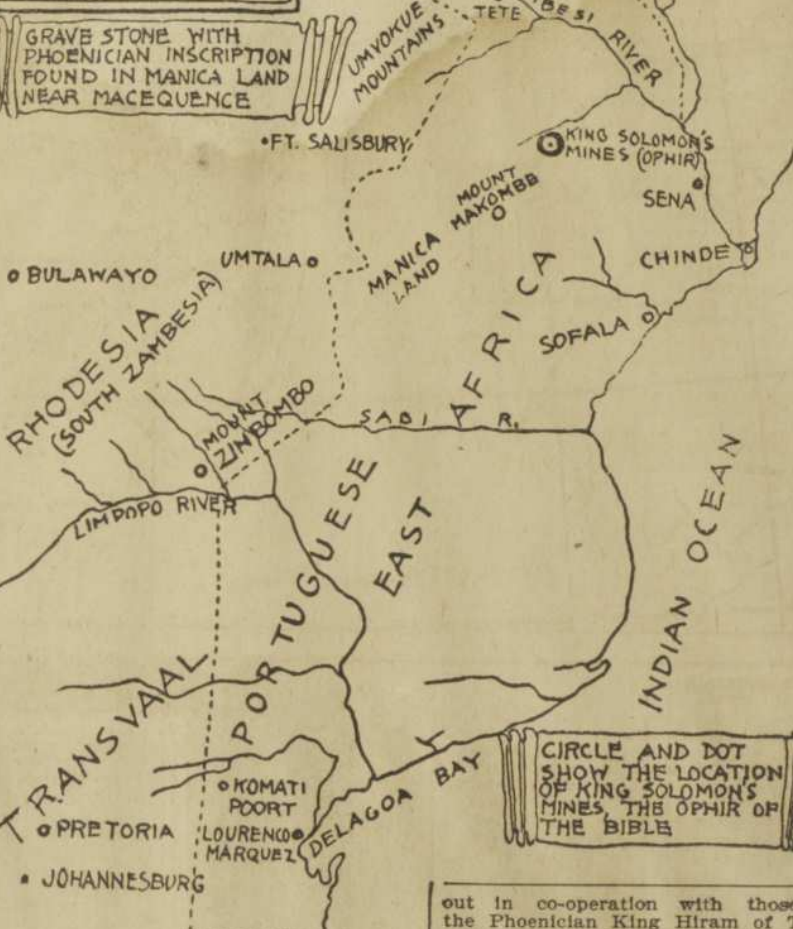 GRAVE STONE WITH
PHOENICIAN INSCRIPTION
FOUND IN MANICA LAND
NEAR MACEQUENCE
UMVOKUE
MOUNTAINS
TETE
RIVER
FT. SALISBURY
KING SOLOMON'S
MINES (OPHIR)
MOUNT
MAKOMBE
SENA
MANICA
LAND
CHINDE
UMTALA
BULAWAYO
AFRICA
SOFALA
RHODESIA
(SOUTH ZAMBESIA)
MOUNT
ZINBOMBO
SABI R.
LIMPOPO RIVER
PORTUGUESE
EAST
INDIAN OCEAN
TRANSVAAL
CIRCLE AND DOT
SHOW THE LOCATION
OF KING SOLOMON'S
MINES, THE OPHIR OF
THE BIBLE
KOMATI
POORT
DELAGOA BAY
PRETORIA
LOURENCO
MARQUEZ
JOHANNESBURG
out in co-operation with those
the Phoenician King Hiram of